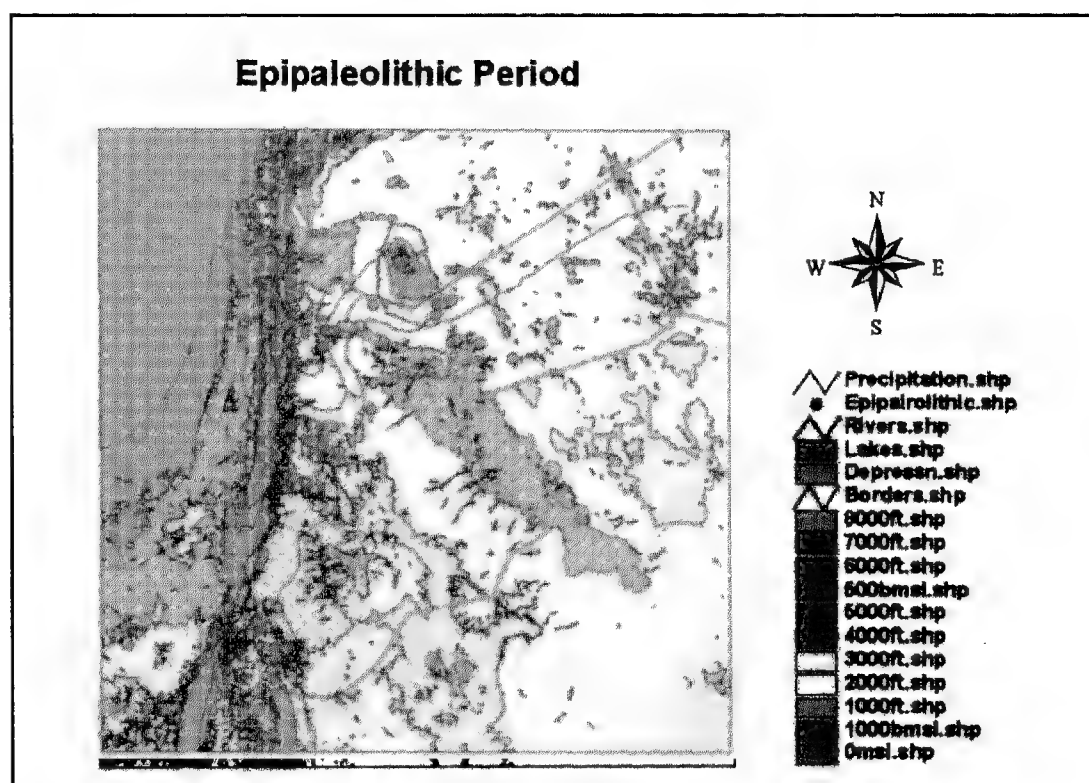 Epipaleolithic Period
N
W E
S
Precipitation.shp
Epipalrolithic.shp
Rivers.shp
Lakes.shp
Depressn.shp
Borders.shp
8000ft.shp
7000ft.shp
6000ft.shp
500bmsl.shp
5000ft.shp
4000ft.shp
3000ft.shp
2000ft.shp
1000ft.shp
1000bmsl.shp
0msl.shp